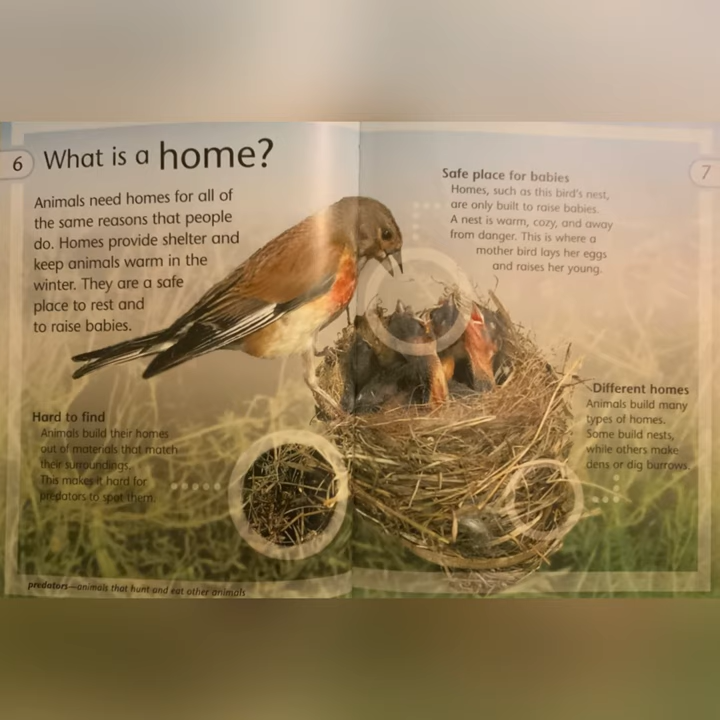 6
What is a home?
Animals need homes for all of
the same reasons that people
do. Homes provide shelter and
keep animals warm in the
winter. They are a safe
place to rest and
to raise babies.
Hard to find
Animals build their homes
out of materials that match
their surroundings.
This makes it hard for
predators to spot them.
predators—animals that hunt and eat other animals
7
Safe place for babies
Homes, such as this bird's nest,
are only built to raise babies.
A nest is warm, cozy, and away
from danger. This is where a
mother bird lays her eggs
and raises her young.
Different homes
Animals build many
types of homes.
Some build nests,
while others make
dens or dig burrows.